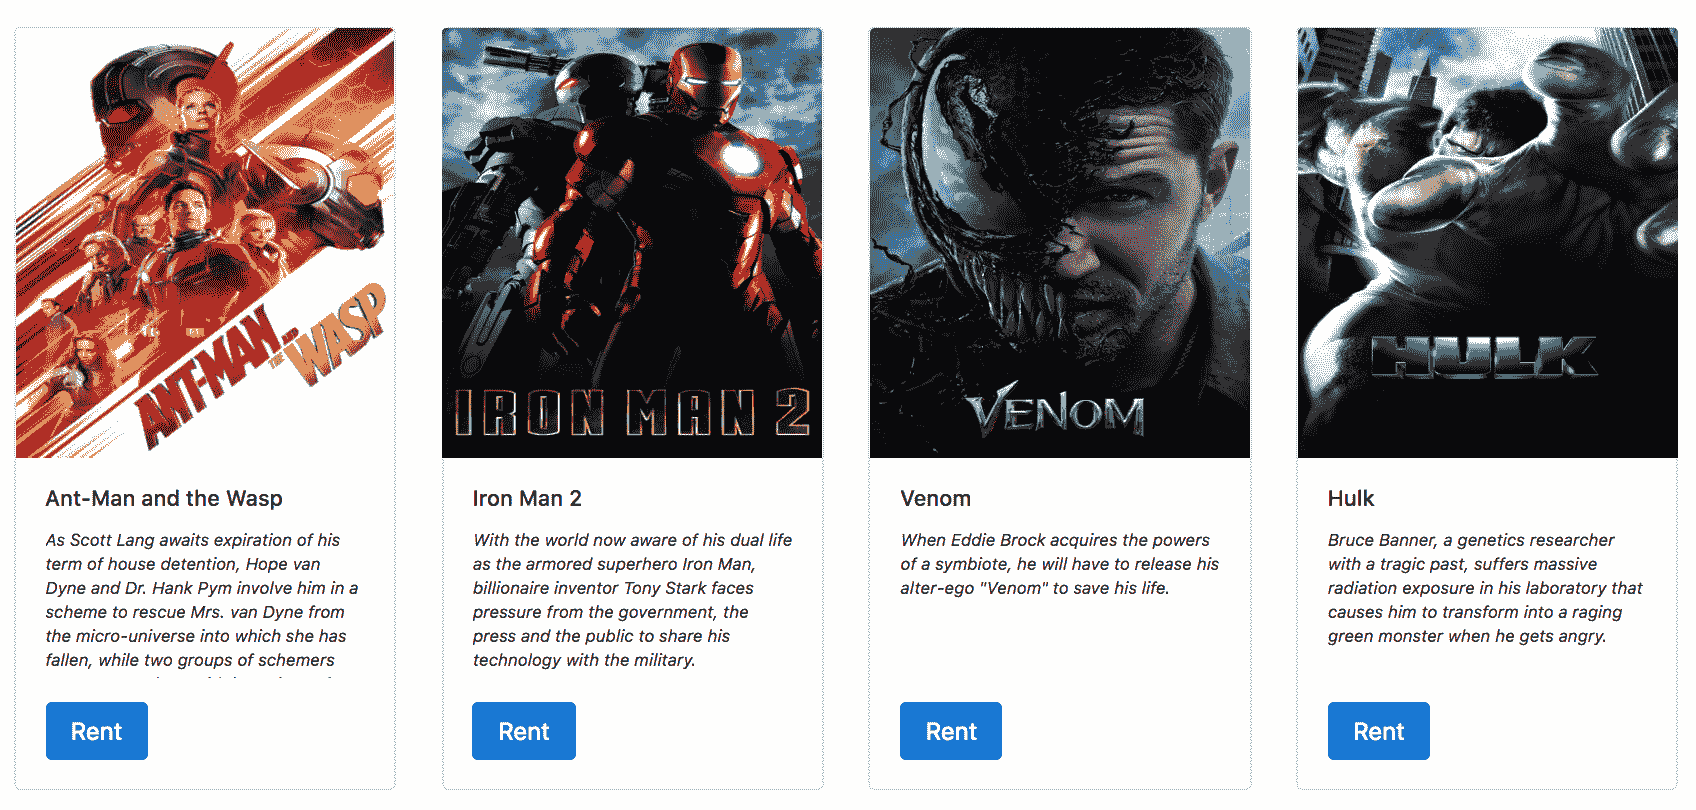 ANT-MAN AND THE WASP
IRON MAN 2
VENOM
HULK
Ant-Man and the Wasp
As Scott Lang awaits expiration of his
term of house detention, Hope van
Dyne and Dr. Hank Pym involve him in a
scheme to rescue Mrs. van Dyne from
the micro-universe into which she has
fallen, while two groups of schemers
Rent
Iron Man 2
With the world now aware of his dual life
as the armored superhero Iron Man,
billionaire inventor Tony Stark faces
pressure from the government, the
press and the public to share his
technology with the military.
Rent
Venom
When Eddie Brock acquires the powers
of a symbiote, he will have to release his
alter-ego "Venom" to save his life.
Rent
Hulk
Bruce Banner, a genetics researcher
with a tragic past, suffers massive
radiation exposure in his laboratory that
causes him to transform into a raging
green monster when he gets angry.
Rent